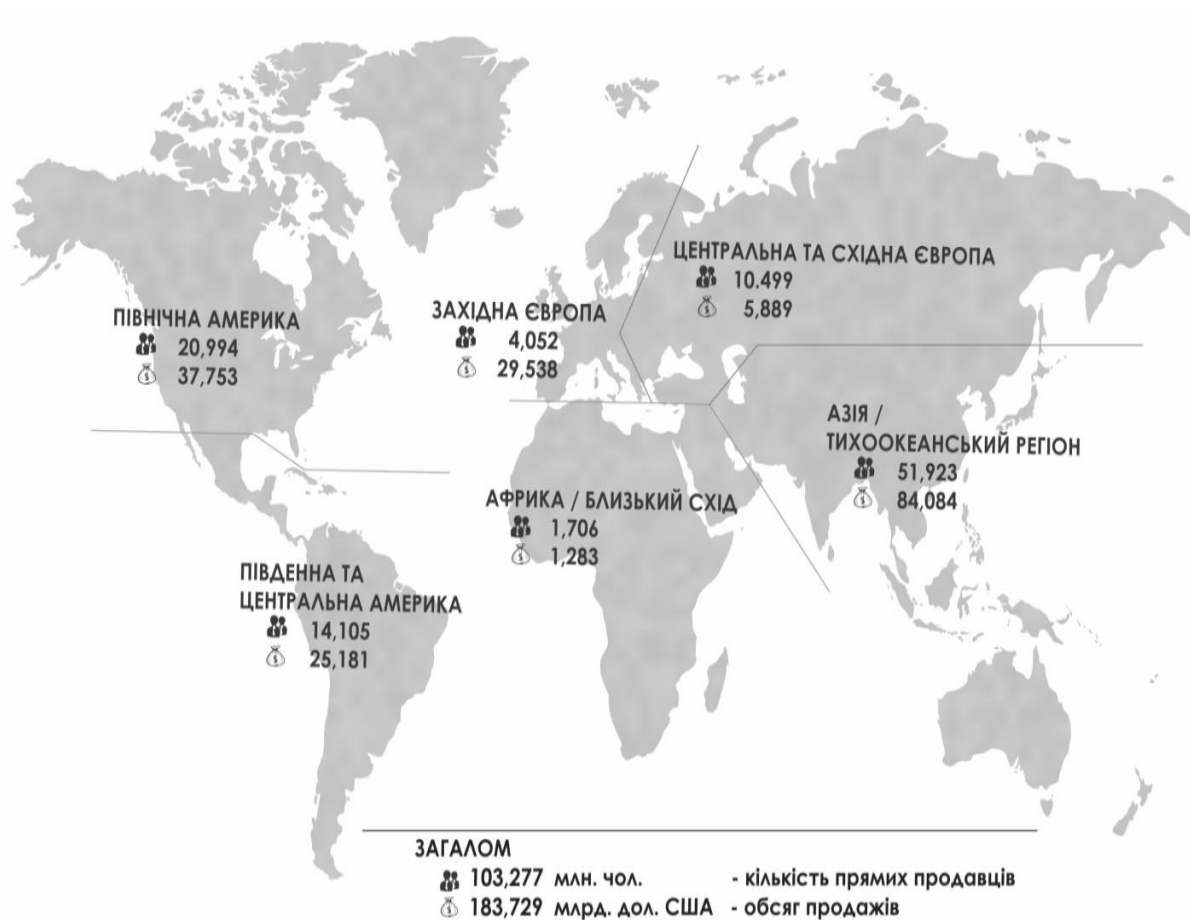 ЦЕНТРАЛЬНА ТА СХІДНА ЄВРОПА
10.499
5,889
ПІВНІЧНА АМЕРИКА
20,994
37,753
ЗАХІДНА ЄВРОПА
4,052
29,538
АЗІЯ /
ТИХООКЕАНСЬКИЙ РЕГІОН
51,923
84,084
АФРИКА / БЛИЗЬКИЙ СХІД
1,706
1,283
ПІВДЕННА ТА
ЦЕНТРАЛЬНА АМЕРИКА
14,105
25,181
ЗАГАЛОМ
103,277 млн. чол. - кількість прямих продавців
183,729 млрд. дол. США - обсяг продажів